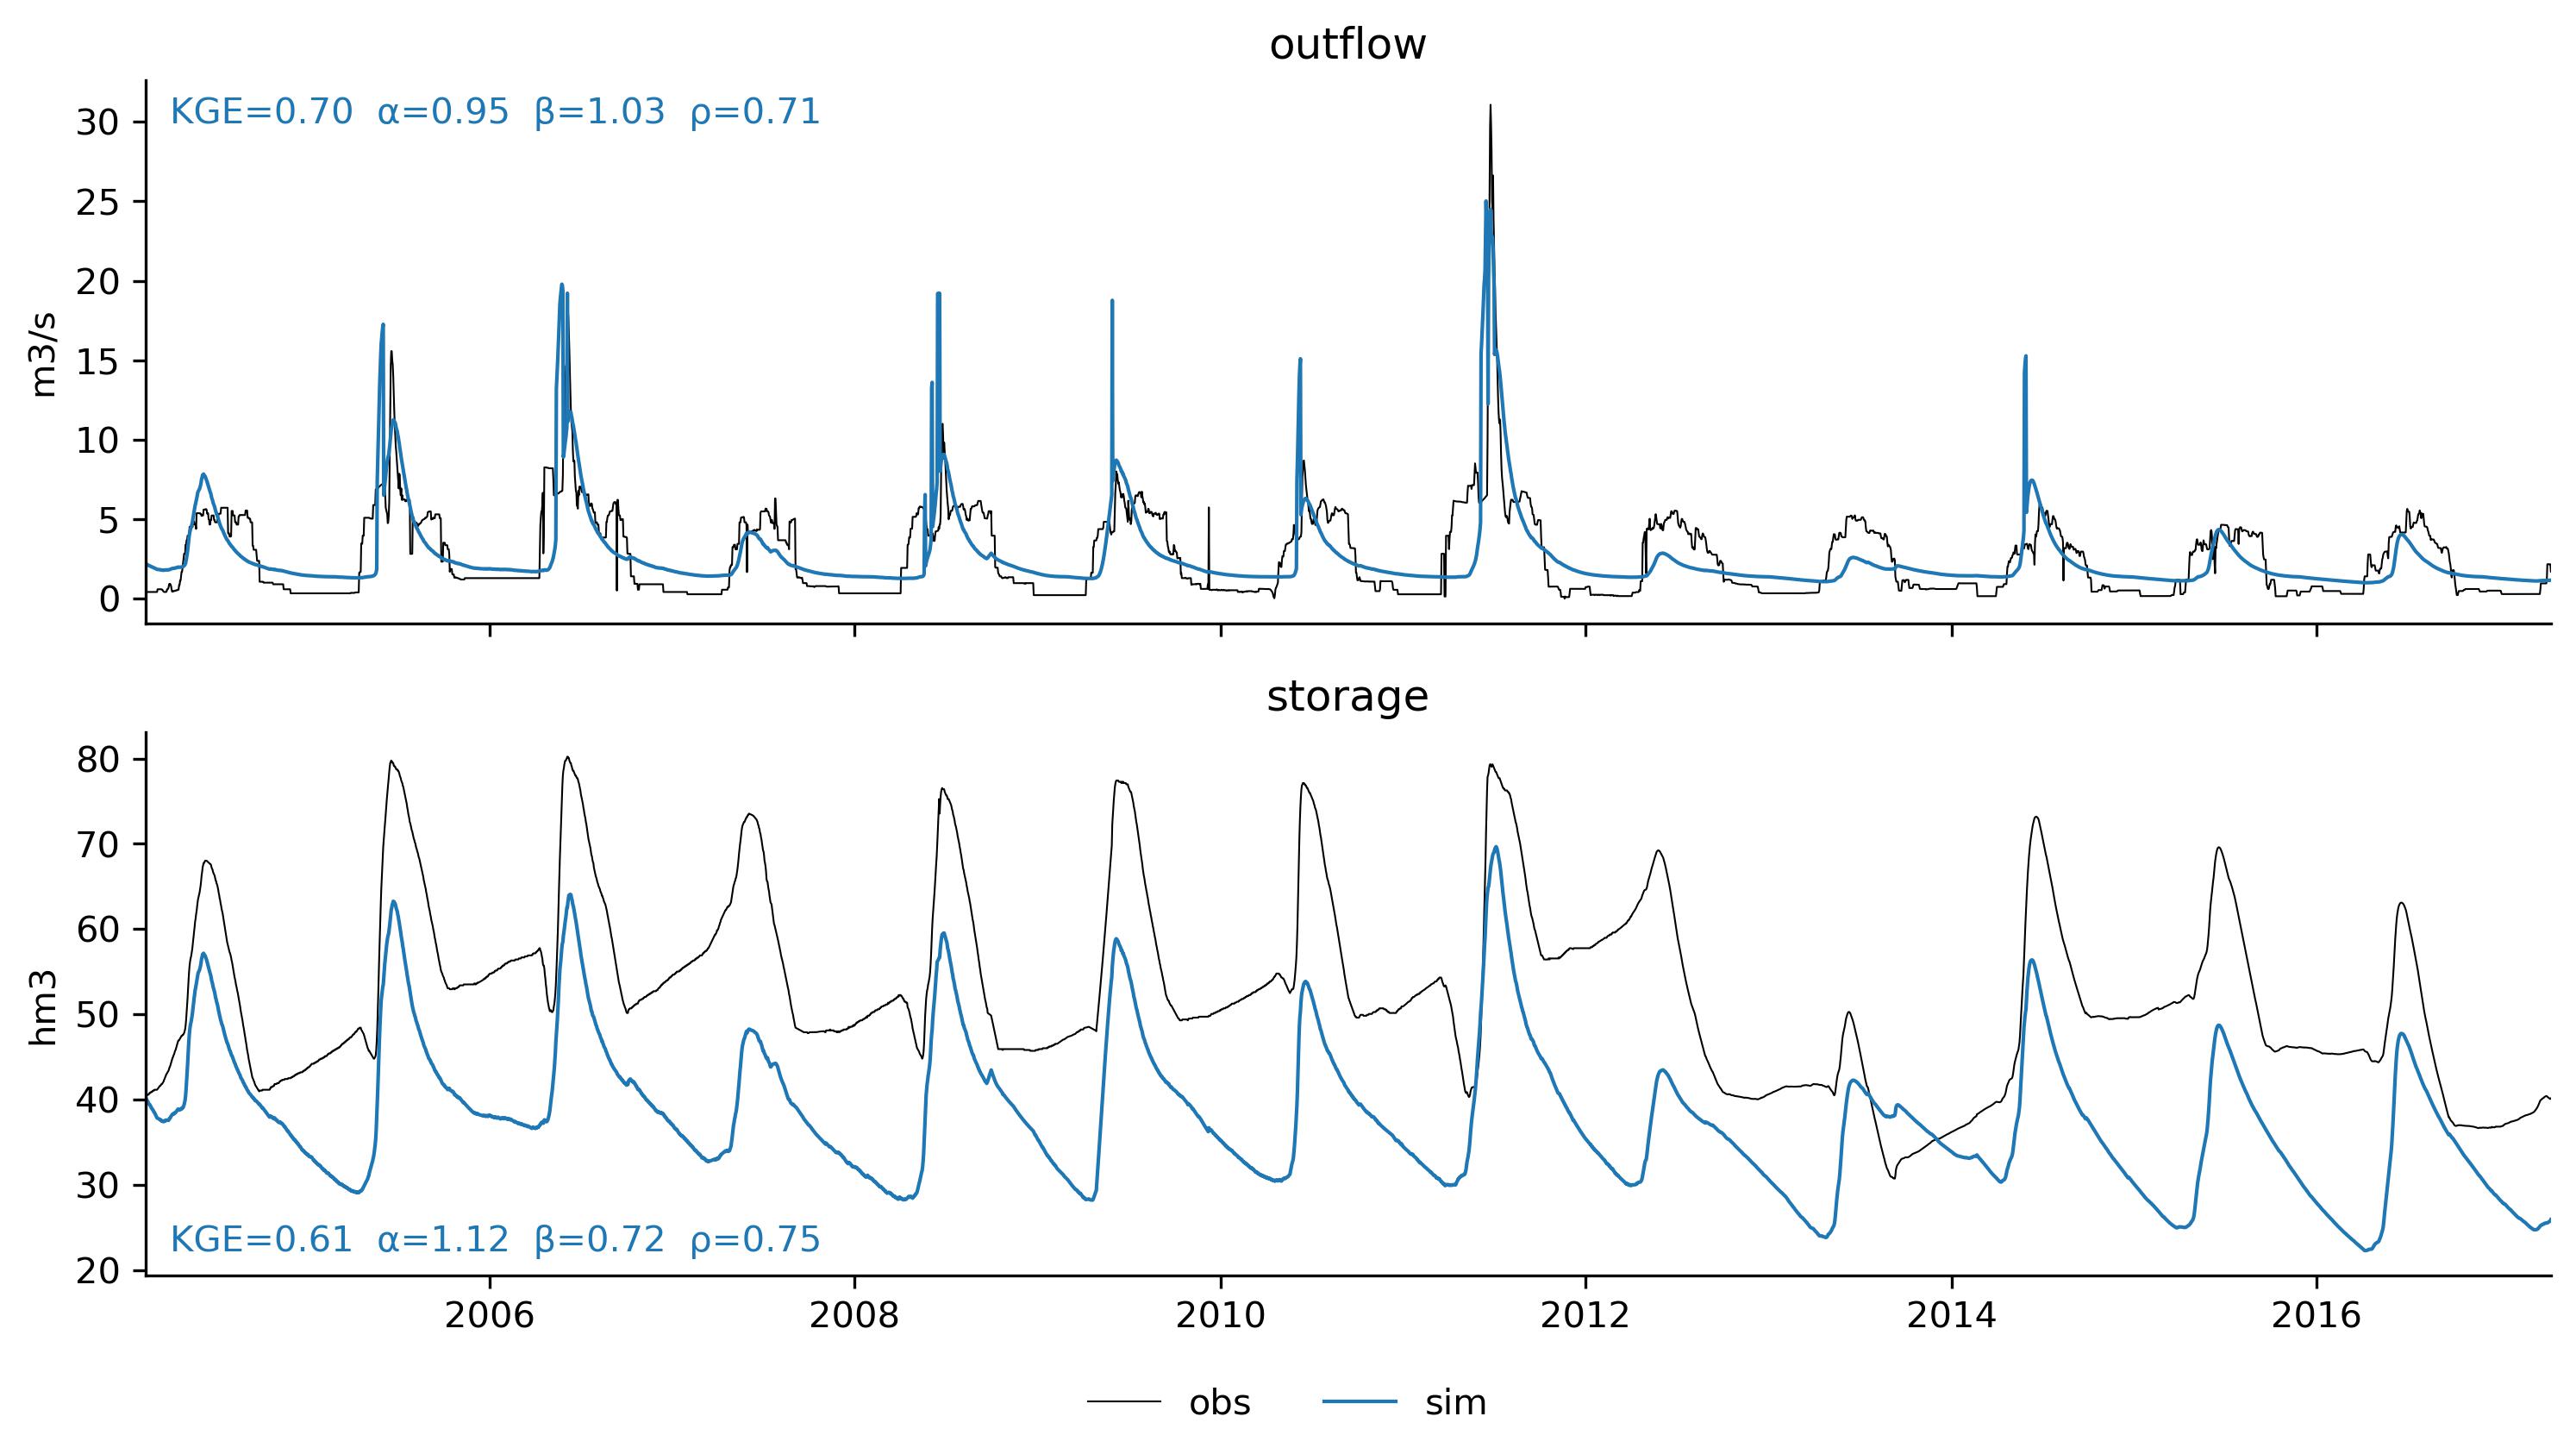 outflow
KGE=0.70 α=0.95 β=1.03 ρ=0.71
m3/s
30
25
20
15
10
5
0
storage
hm3
80
70
60
50
40
30
20
KGE=0.61 α=1.12 β=0.72 ρ=0.75
2006 2008 2010 2012 2014 2016
obs sim